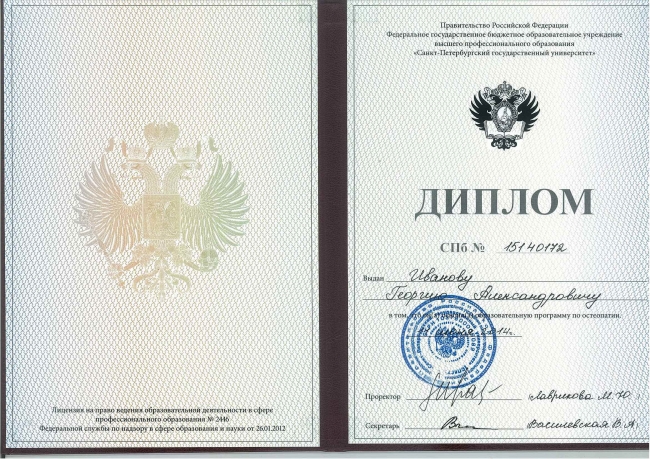 Лицензия на право ведения образовательной деятельности в сфере
профессионального образования № 2446
Федеральной службы по надзору в сфере образования и науки от 26.01.2012
Правительство Российской Федерации
Федеральное государственное бюджетное образовательное учреждение
высшего профессионального образования
«Санкт-Петербургский государственный университет»
ДИПЛОМ
СПб № 15140172
Выдан Иванову
Георгию Александровичу
в том, образовательную программу по остеопатии.
2014г.
Проректор Лаврикова М.Ю.
Секретарь Василевская В.А.